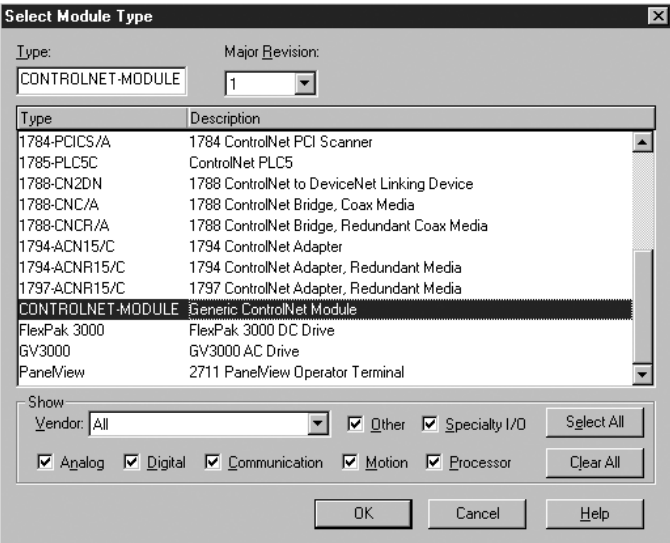 Select Module Type
Type: Major Revision:
CONTROLNET-MODULE 1
Type Description
1784-PCICS/A 1784 ControlNet PCI Scanner
1785-PLC5C ControlNet PLC5
1788-CN2DN 1788 ControlNet to DeviceNet Linking Device
1788-CNC/A 1788 ControlNet Bridge, Coax Media
1788-CNCR/A 1788 ControlNet Bridge, Redundant Coax Media
1794-ACN15/C 1794 ControlNet Adapter
1794-ACNR15/C 1794 ControlNet Adapter, Redundant Media
1797-ACNR15/C 1797 ControlNet Adapter, Redundant Media
CONTROLNET-MODULE Generic ControlNet Module
FlexPak 3000 FlexPak 3000 DC Drive
GV3000 GV3000 AC Drive
PanelView 2711 PanelView Operator Terminal
Show
Vendor: All Other Specialty I/O Select All
Analog Digital Communication Motion Processor Clear All
OK Cancel Help